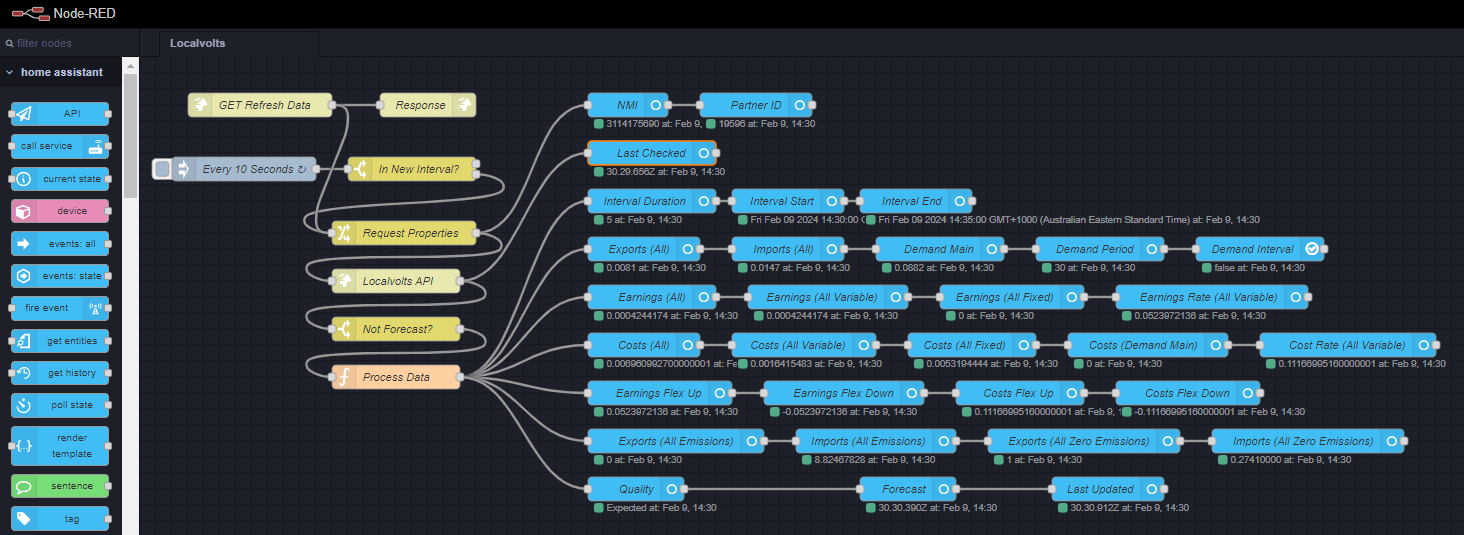 Node-RED
filter nodes
Localvolts
home assistant
API
call service
current state
device
events: all
events: state
fire event
get entities
get history
poll state
render
template
sentence
tag
GET Refresh Data
Response
Every 10 Seconds ↻
In New Interval?
Request Properties
Localvolts API
Not Forecast?
Process Data
NMI
Partner ID
3114175690 at: Feb 9,
19596 at: Feb 9, 14:30
Last Checked
30.29.656Z at: Feb 9, 14:30
Interval Duration
Interval Start
Interval End
5 at: Feb 9, 14:30
Fri Feb 09 2024 14:30:00 G
Fri Feb 09 2024 14:35:00 GMT+1000 (Australian Eastern Standard Time) at: Feb 9, 14:30
Exports (All)
Imports (All)
Demand Main
Demand Period
Demand Interval
0.0081 at: Feb 9, 14:30
0.0147 at: Feb 9, 14:30
0.0882 at: Feb 9, 14:30
30 at: Feb 9, 14:30
false at: Feb 9, 14:30
Earnings (All)
Earnings (All Variable)
Earnings (All Fixed)
Earnings Rate (All Variable)
0.0004244174 at: Feb 9, 14:30
0.0004244174 at: Feb 9, 14:30
0 at: Feb 9, 14:30
0.0523972136 at: Feb 9, 14:30
Costs (All)
Costs (All Variable)
Costs (All Fixed)
Costs (Demand Main)
Cost Rate (All Variable)
0.006960992700000001 at: Fe
0.0016415483 at: Feb 9, 14:30
0.0053194444 at: Feb 9, 14:30
0 at: Feb 9, 14:30
0.11166995160000001 at: Feb 9, 14:30
Earnings Flex Up
Earnings Flex Down
Costs Flex Up
Costs Flex Down
0.0523972136 at: Feb 9, 14:30
-0.0523972136 at: Feb 9, 14:30
0.11166995160000001 at: Feb 9,
-0.11166995160000001 at: Feb 9, 14:30
Exports (All Emissions)
Imports (All Emissions)
Exports (All Zero Emissions)
Imports (All Zero Emissions)
0 at: Feb 9, 14:30
8.82467828 at: Feb 9, 14:30
1 at: Feb 9, 14:30
0.27410000 at: Feb 9, 14:30
Quality
Forecast
Last Updated
Expected at: Feb 9, 14:30
30.30.390Z at: Feb 9, 14:30
30.30.912Z at: Feb 9, 14:30